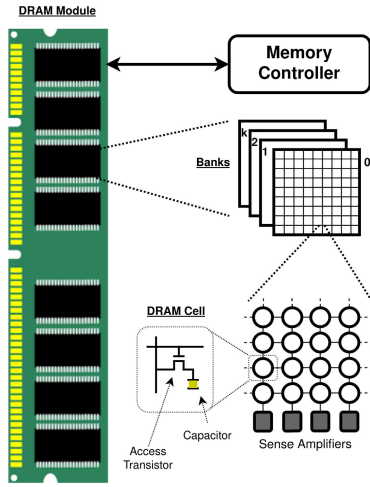 DRAM Module
Memory
Controller
k
2
1
0
Banks
DRAM Cell
Capacitor
Access
Transistor
Sense Amplifiers